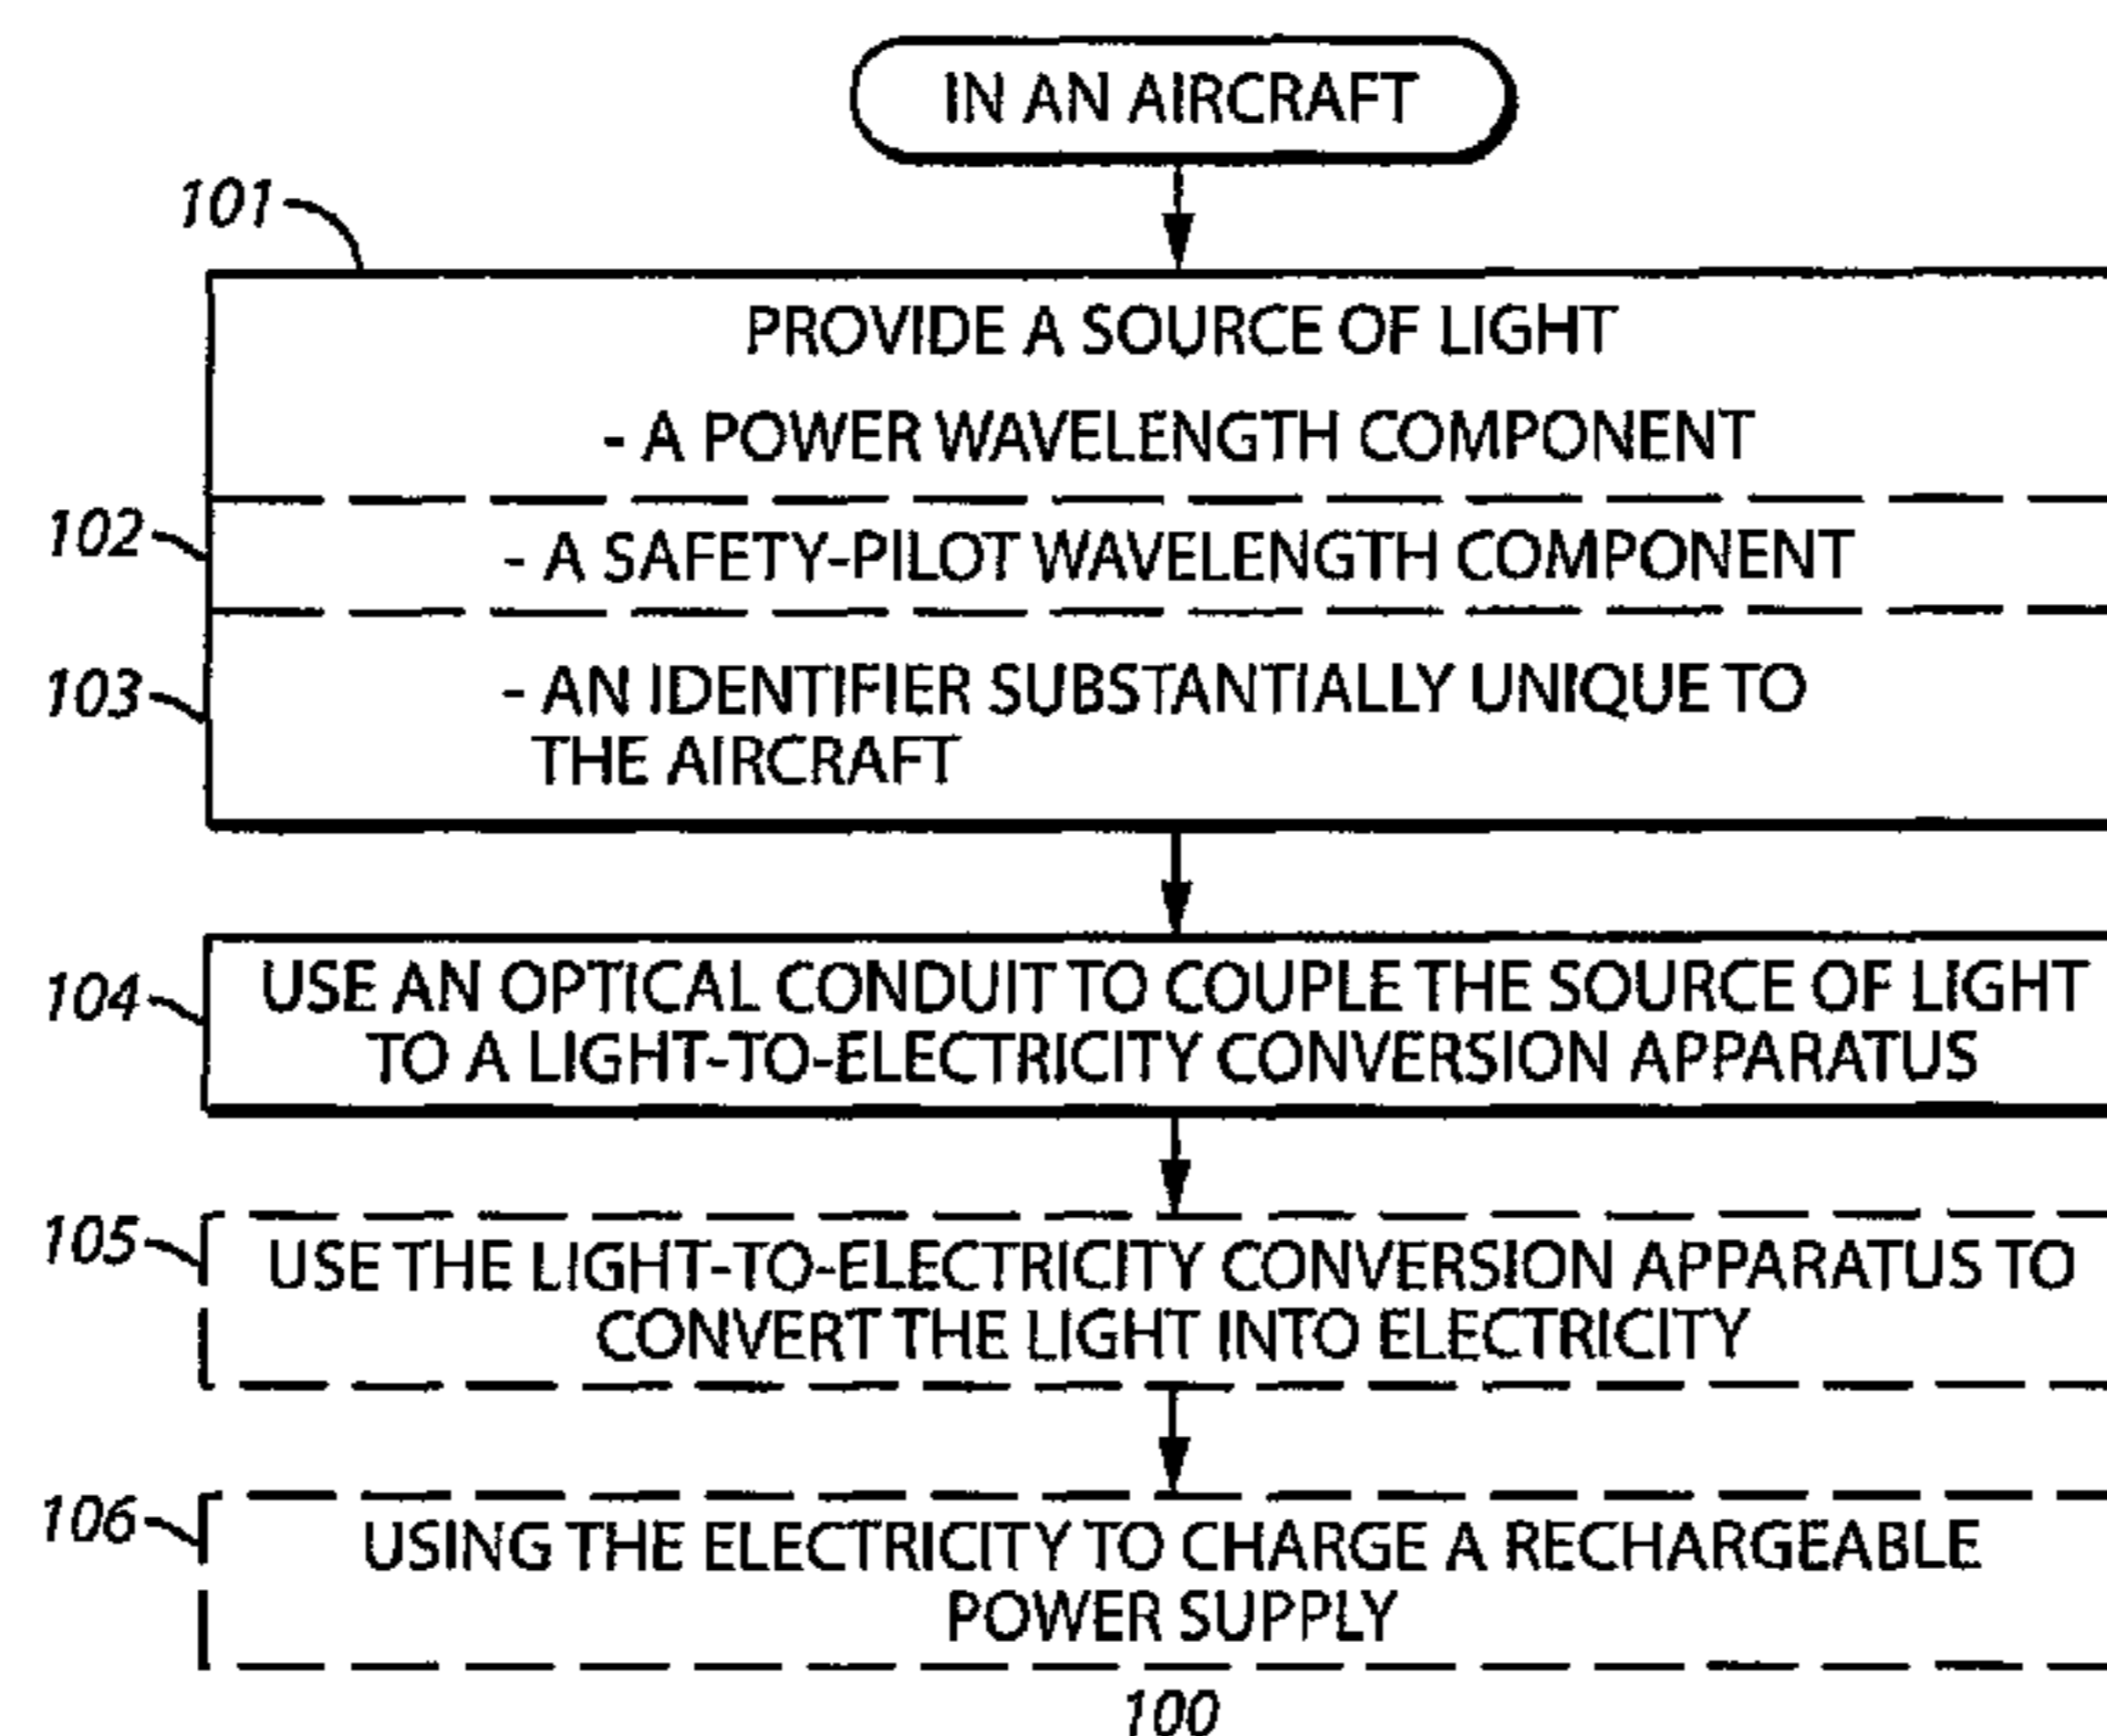 IN AN AIRCRAFT
101
PROVIDE A SOURCE OF LIGHT
- A POWER WAVELENGTH COMPONENT
102
- A SAFETY-PILOT WAVELENGTH COMPONENT
103
- AN IDENTIFIER SUBSTANTIALLY UNIQUE TO
THE AIRCRAFT
104
USE AN OPTICAL CONDUIT TO COUPLE THE SOURCE OF LIGHT
TO A LIGHT-TO-ELECTRICITY CONVERSION APPARATUS
105
USE THE LIGHT-TO-ELECTRICITY CONVERSION APPARATUS TO
CONVERT THE LIGHT INTO ELECTRICITY
106
USING THE ELECTRICITY TO CHARGE A RECHARGEABLE
POWER SUPPLY
100